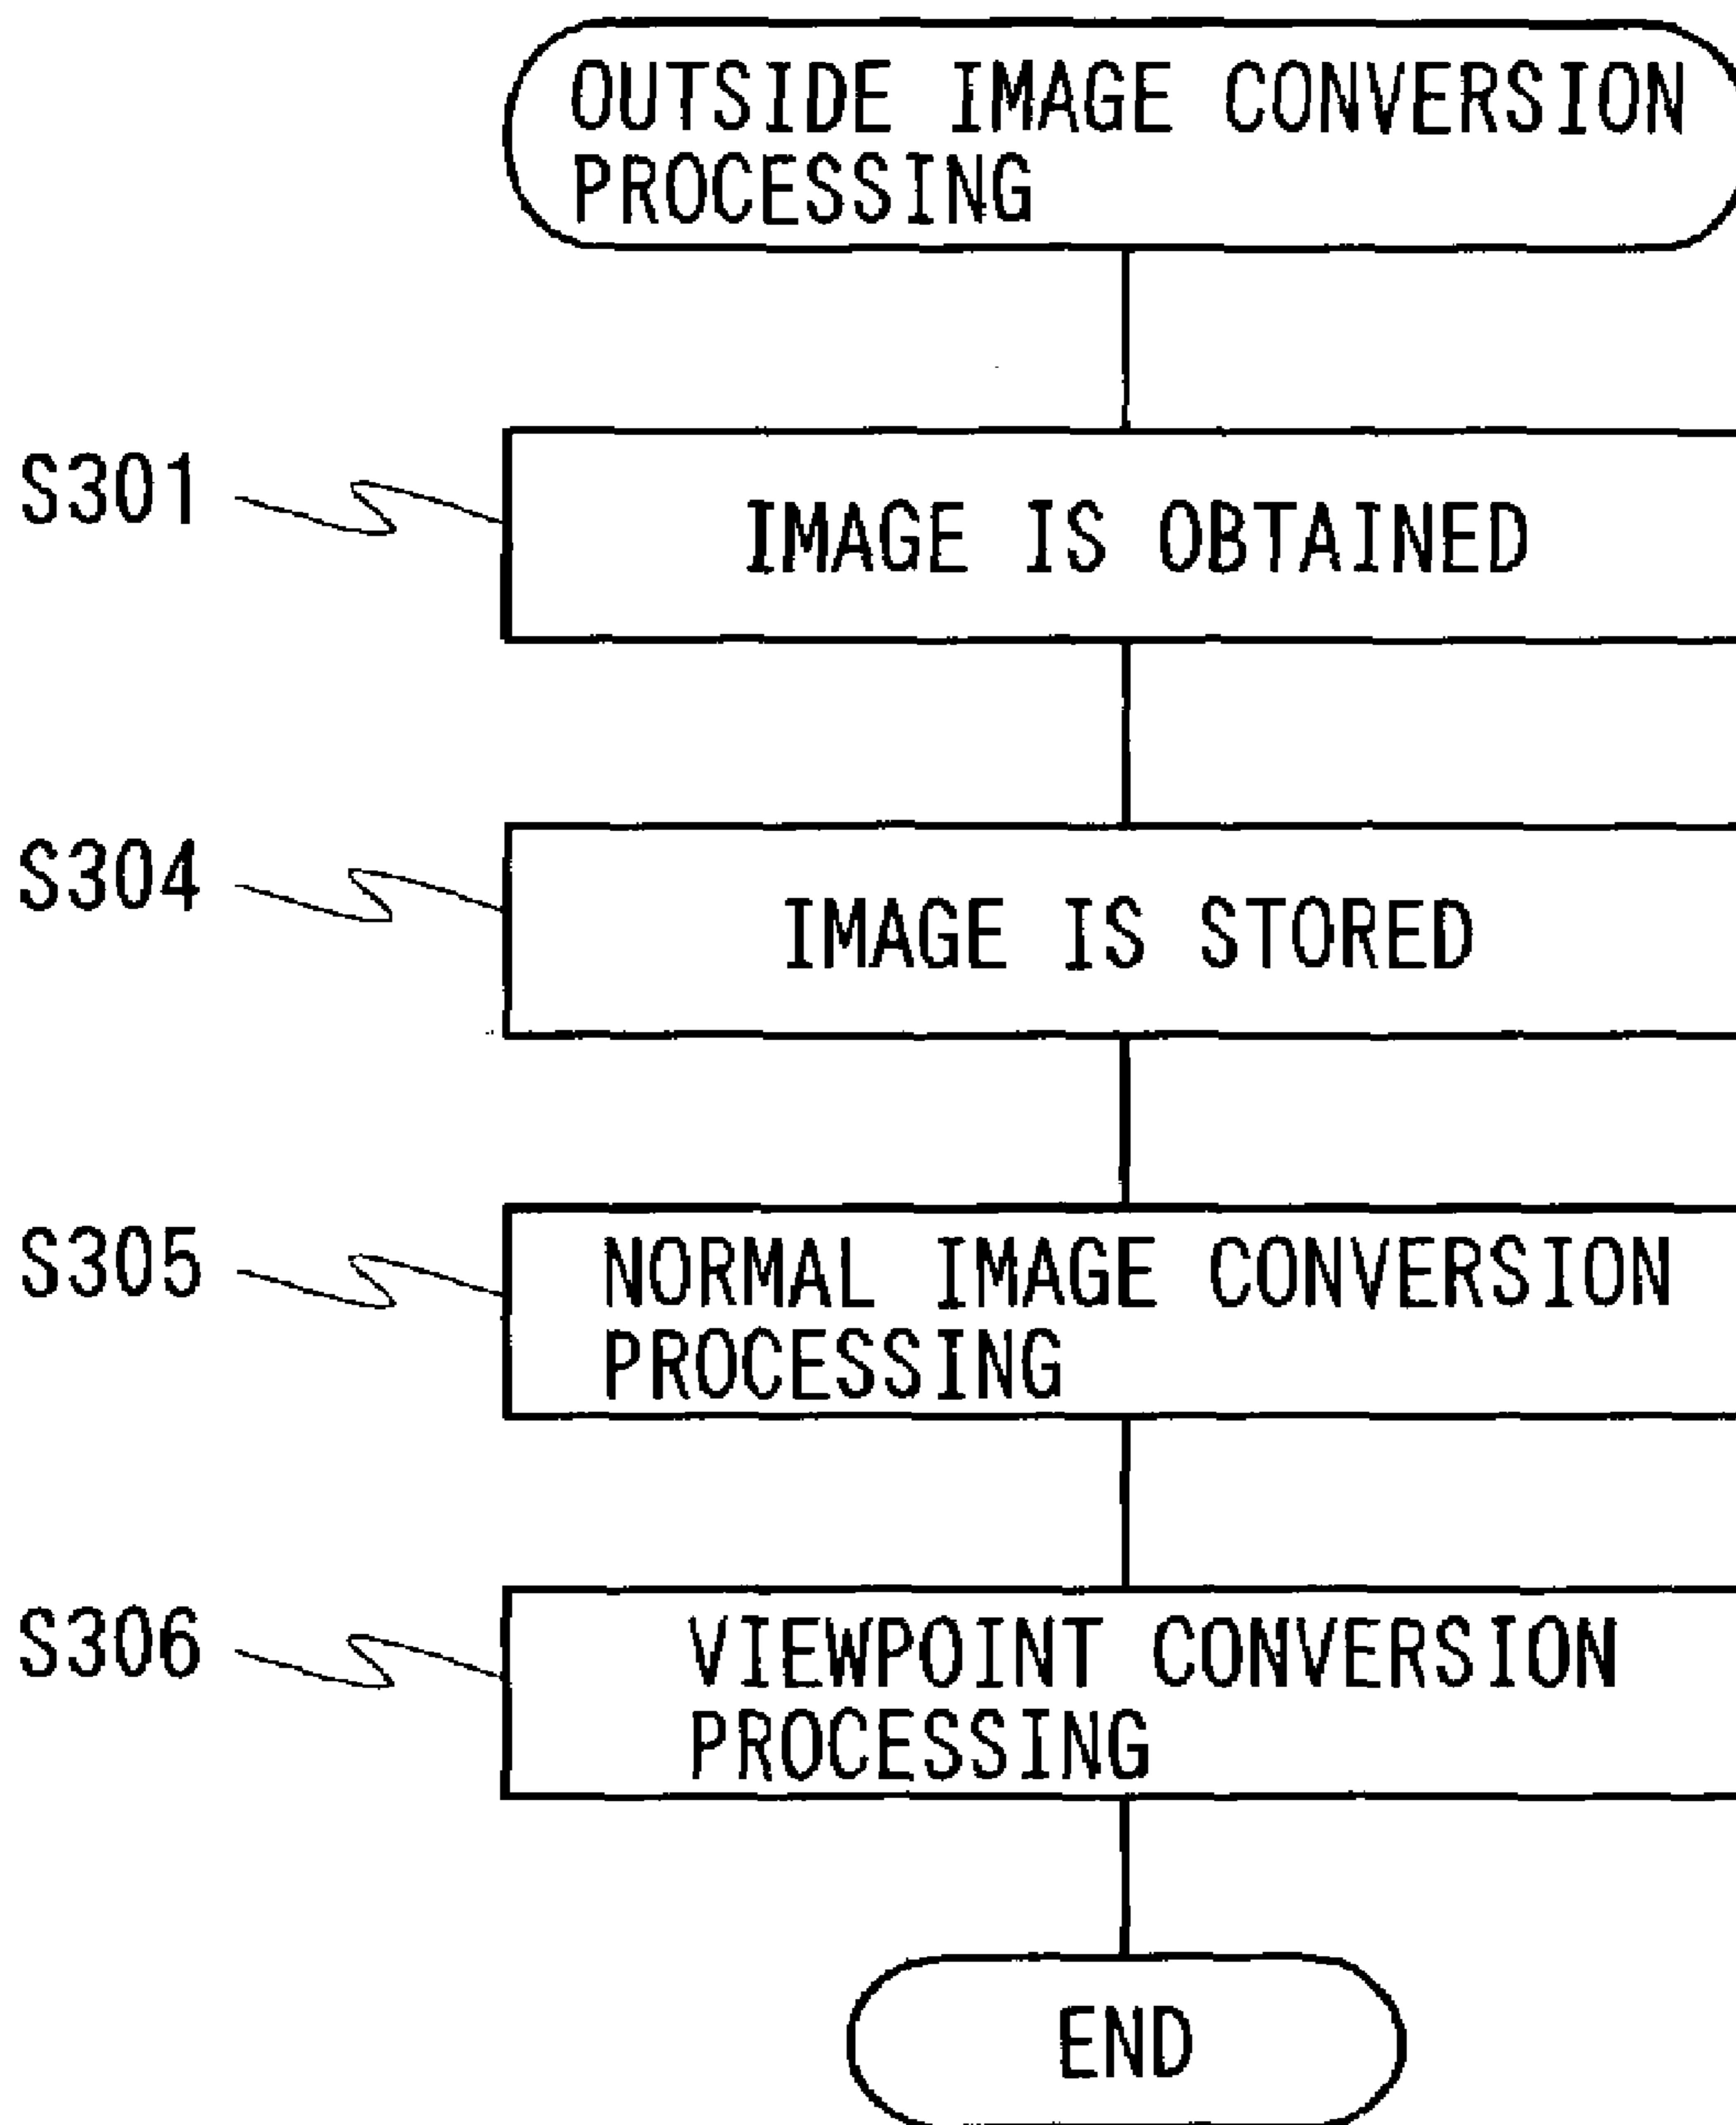 OUTSIDE IMAGE CONVERSION
PROCESSING
S301
IMAGE IS OBTAINED
S304
IMAGE IS STORED
S305
NORMAL IMAGE CONVERSION
PROCESSING
S306
VIEWPOINT CONVERSION
PROCESSING
END